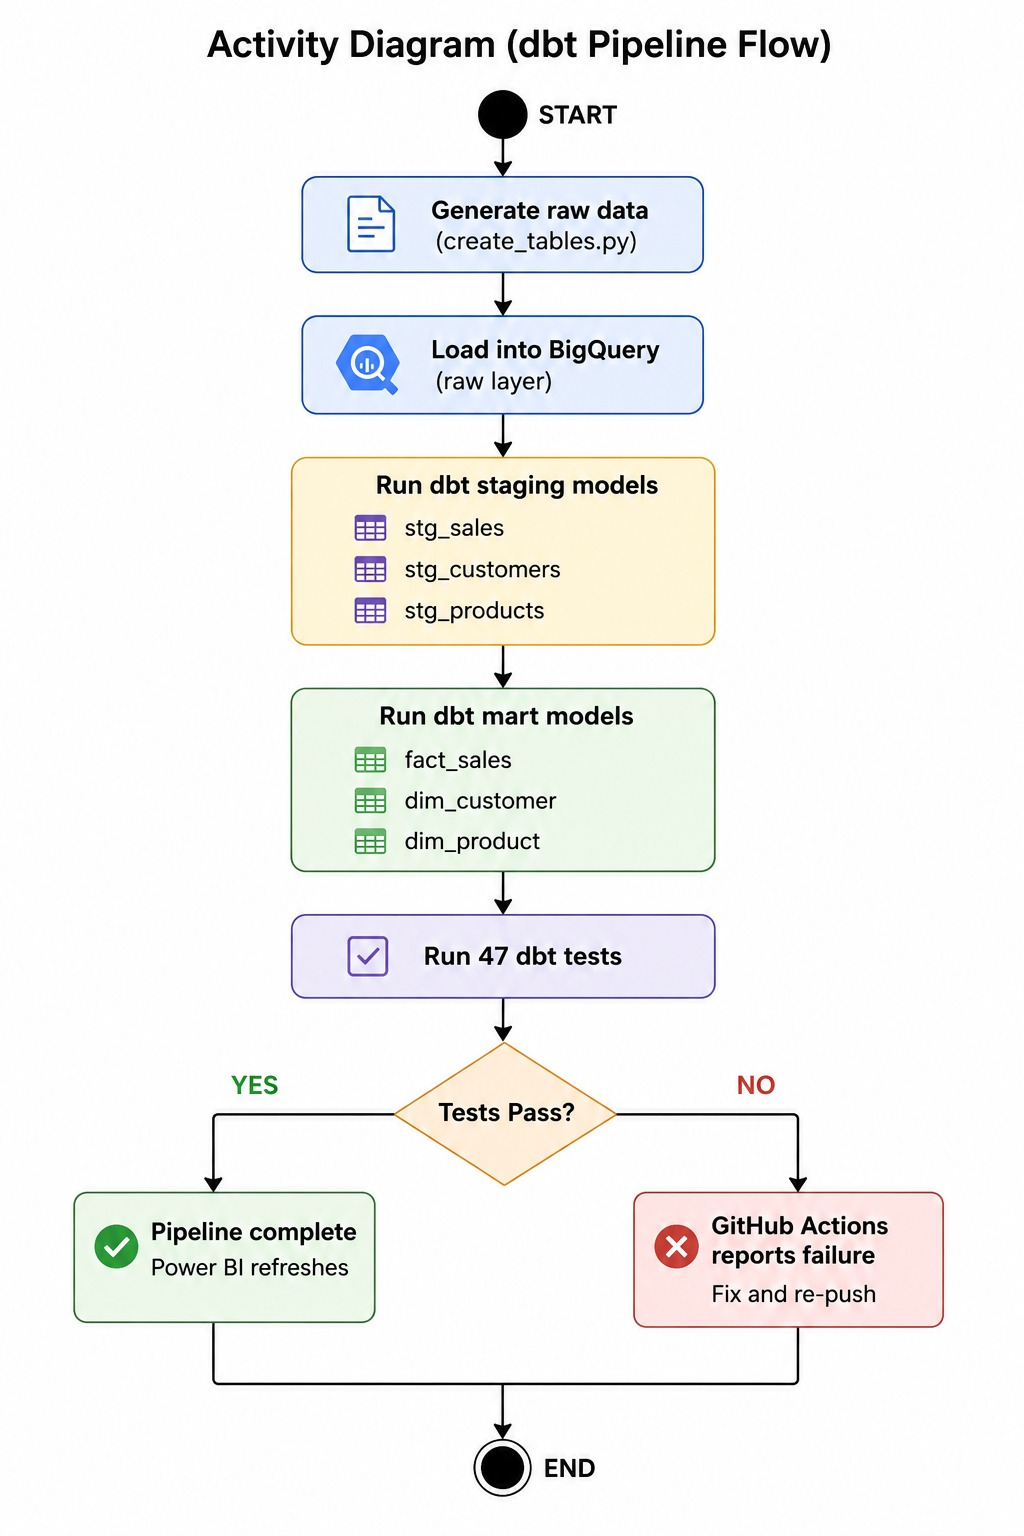 Activity Diagram (dbt Pipeline Flow)
START
Generate raw data
(create_tables.py)
Load into BigQuery
(raw layer)
Run dbt staging models
stg_sales
stg_customers
stg_products
Run dbt mart models
fact_sales
dim_customer
dim_product
Run 47 dbt tests
YES
NO
Tests Pass?
Pipeline complete
Power BI refreshes
GitHub Actions
reports failure
Fix and re-push
END